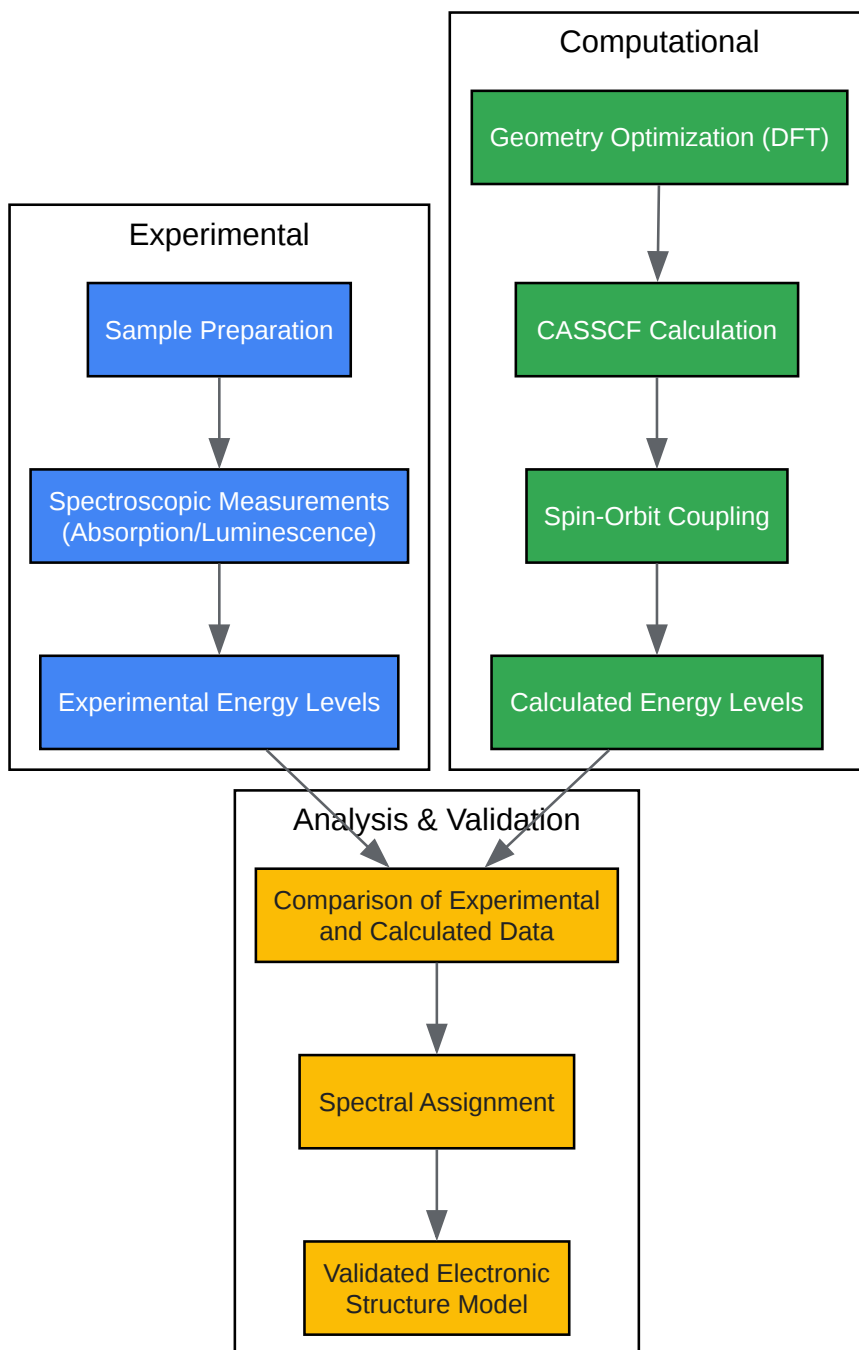 Computational
Geometry Optimization (DFT)
CASSCF Calculation
Spin-Orbit Coupling
Calculated Energy Levels
Experimental
Sample Preparation
Spectroscopic Measurements
(Absorption/Luminescence)
Experimental Energy Levels
Analysis & Validation
Comparison of Experimental
and Calculated Data
Spectral Assignment
Validated Electronic
Structure Model